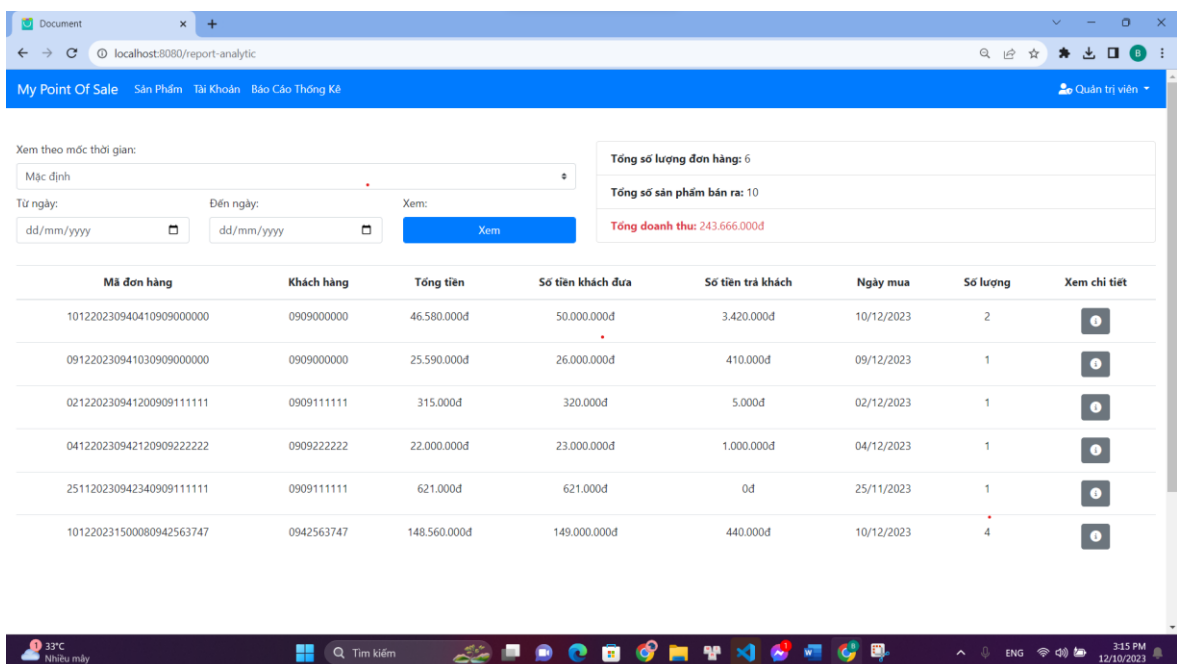 Document
localhost:8080/report-analytic
B
My Point Of Sale Sản Phẩm Tài Khoản Báo Cáo Thống Kê Quản trị viên
Xem theo mốc thời gian:
Mặc định
Từ ngày: Đến ngày: Xem:
dd/mm/yyyy dd/mm/yyyy Xem
Tổng số lượng đơn hàng: 6
Tổng số sản phẩm bán ra: 10
Tổng doanh thu: 243.666.000đ
Mã đơn hàng Khách hàng Tổng tiền Số tiền khách đưa Số tiền trả khách Ngày mua Số lượng Xem chi tiết
101220230940410909000000 0909000000 46.580.000đ 50.000.000đ 3.420.000đ 10/12/2023 2
091220230941030909000000 0909000000 25.590.000đ 26.000.000đ 410.000đ 09/12/2023 1
021220230941200909111111 0909111111 315.000đ 320.000đ 5.000đ 02/12/2023 1
041220230942120909222222 0909222222 22.000.000đ 23.000.000đ 1.000.000đ 04/12/2023 1
251120230942340909111111 0909111111 621.000đ 621.000đ 0đ 25/11/2023 1
101220231500080942563747 0942563747 148.560.000đ 149.000.000đ 440.000đ 10/12/2023 4
1
33°C
Nhiều mây
Tìm kiếm
ENG
3:15 PM
12/10/2023